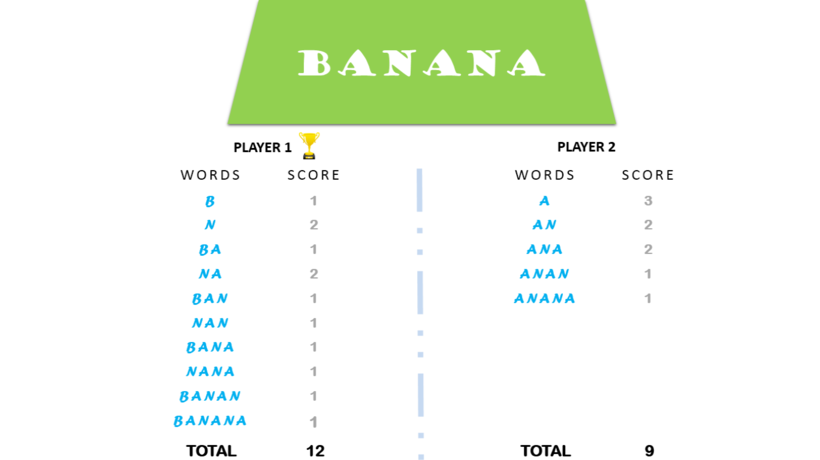 BANANA
PLAYER 1 PLAYER 2
WORDS SCORE WORDS SCORE
B 1 A 3
N 2 AN 2
BA 1 ANA 2
NA 2 ANAN 1
BAN 1 ANANA 1
NAN 1
BANA 1
NANA 1
BANAN 1
BANANA 1
TOTAL 12 TOTAL 9